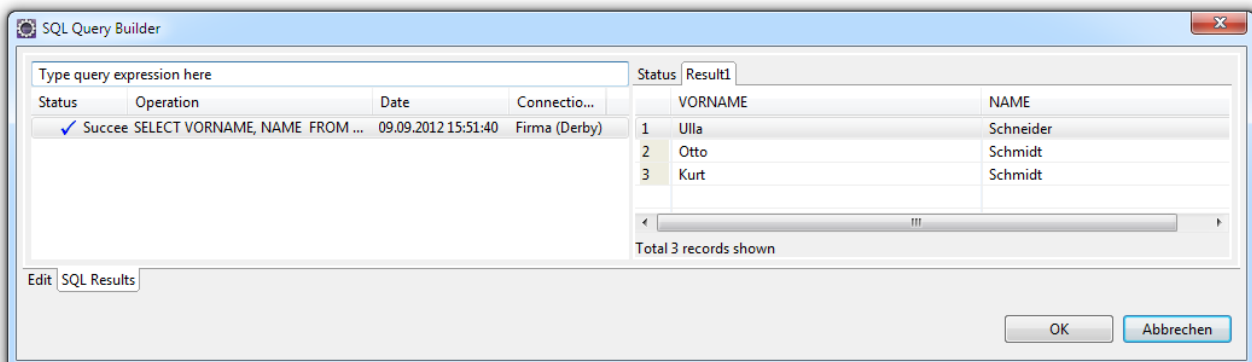 SQL Query Builder
Type query expression here
Status Operation Date Connectio...
Succee SELECT VORNAME, NAME FROM ... 09.09.2012 15:51:40 Firma (Derby)
Status Result1
VORNAME NAME
1 Ulla Schneider
2 Otto Schmidt
3 Kurt Schmidt
Total 3 records shown
Edit SQL Results
OK Abbrechen